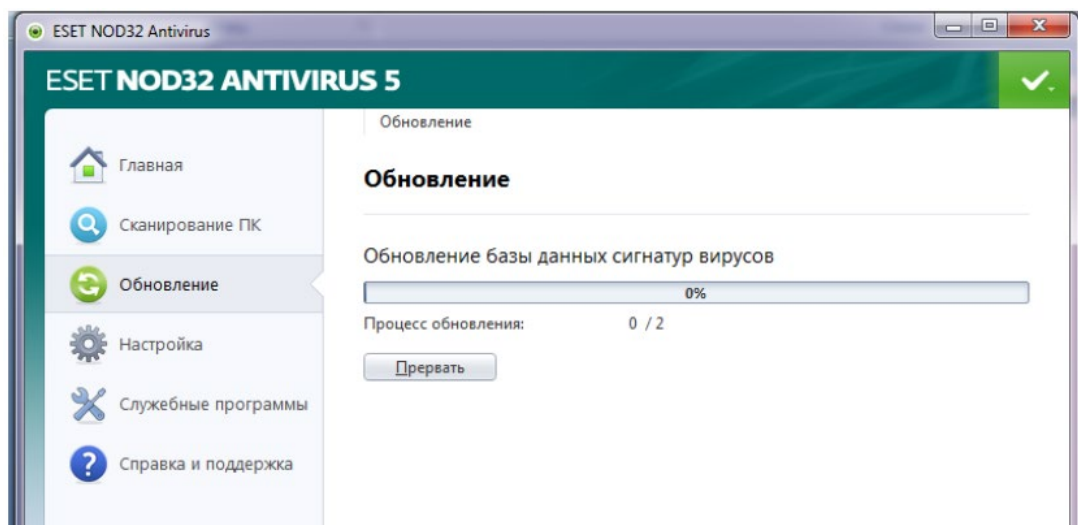 ESET NOD32 Antivirus
ESET NOD32 ANTIVIRUS 5
Обновление
Главная
Сканирование ПК
Обновление
Настройка
Служебные программы
Справка и поддержка
Обновление
Обновление базы данных сигнатур вирусов
0%
Процесс обновления: 0 / 2
Прервать